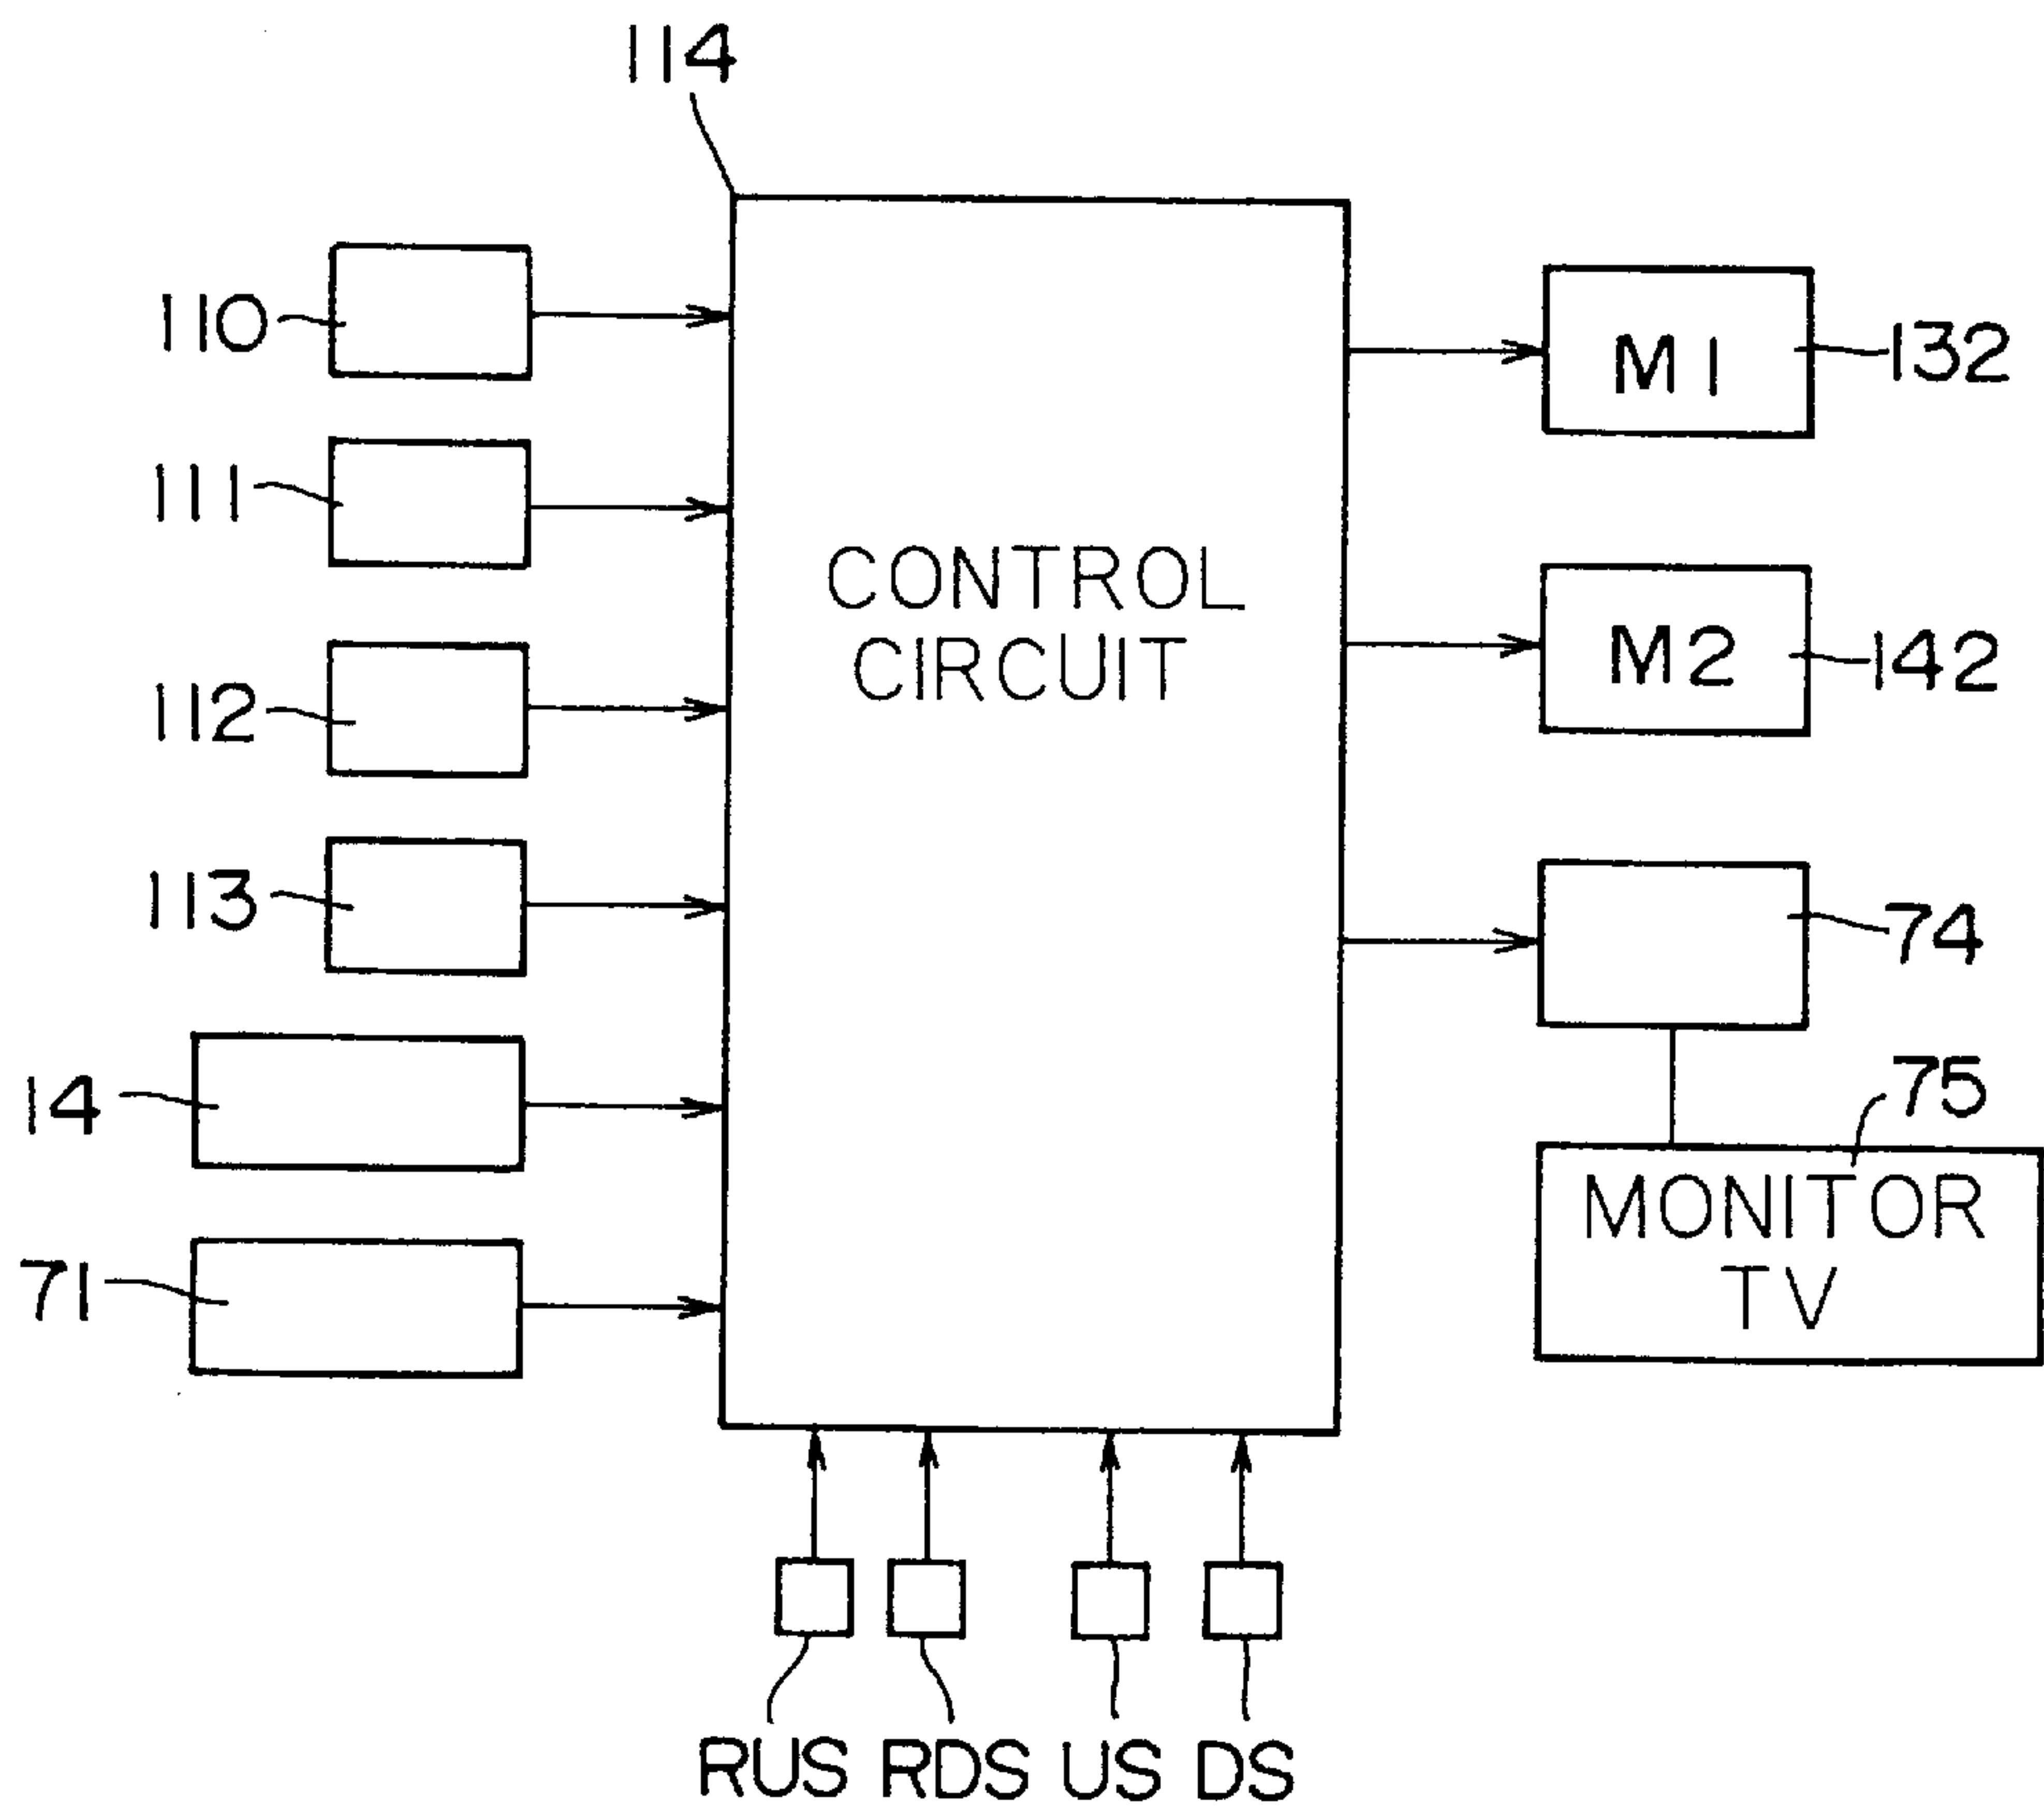 114
110
111
112
113
14
71
CONTROL
CIRCUIT
M1
132
M2
142
74
75
MONITOR
TV
RUS RDS US DS